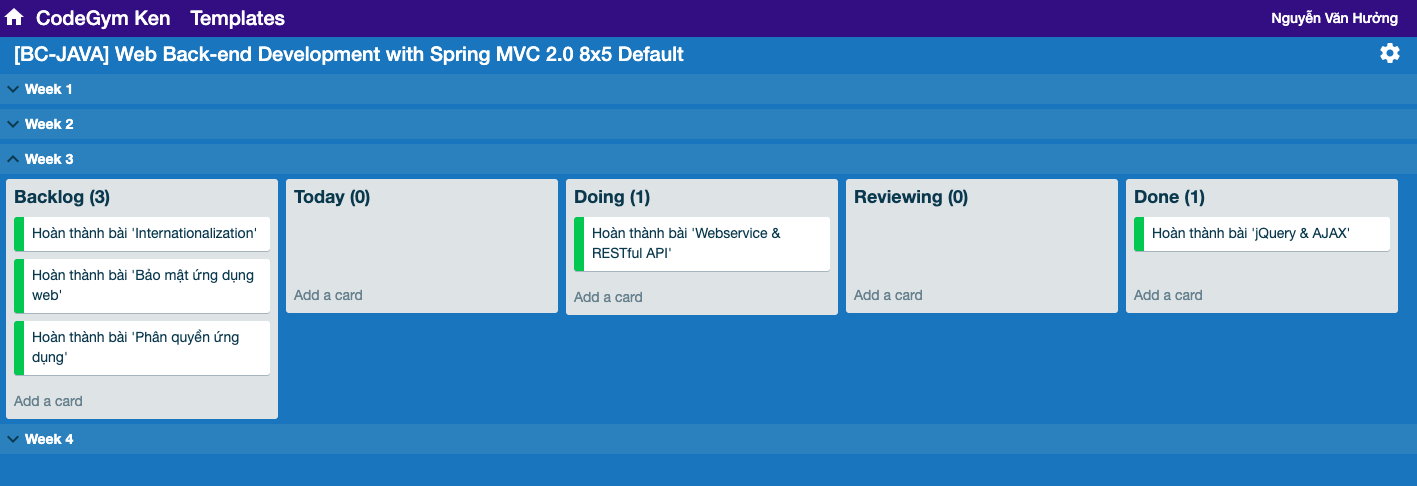 CodeGym Ken Templates Nguyễn Văn Hưởng
[BC-JAVA] Web Back-end Development with Spring MVC 2.0 8x5 Default
Week 1
Week 2
Week 3
Backlog (3)
Hoàn thành bài 'Internationalization'
Hoàn thành bài 'Bảo mật ứng dụng
web'
Hoàn thành bài 'Phân quyền ứng
dụng'
Add a card
Today (0)
Add a card
Doing (1)
Hoàn thành bài 'Webservice &
RESTful API'
Add a card
Reviewing (0)
Add a card
Done (1)
Hoàn thành bài 'jQuery & AJAX'
Add a card
Week 4